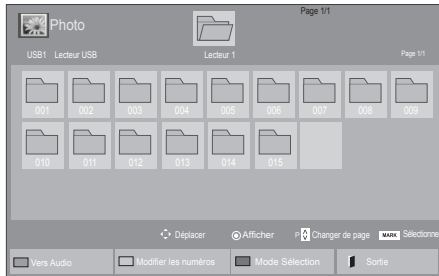 Page 1/1
Photo
USB1 Lecteur USB Lecteur 1 Page 1/1
001 002 003 004 005 006 007 008 009
010 011 012 013 014 015
Déplacer Afficher P Changer de page MARK Sélectionne
Vers Audio Modifier les numéros Mode Sélection Sortie